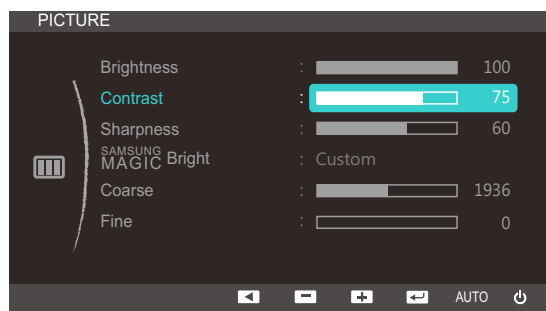 PICTURE
Brightness : 100
Contrast : 75
Sharpness : 60
SAMSUNG
MAGIC Bright : Custom
Coarse : 1936
Fine : 0
AUTO